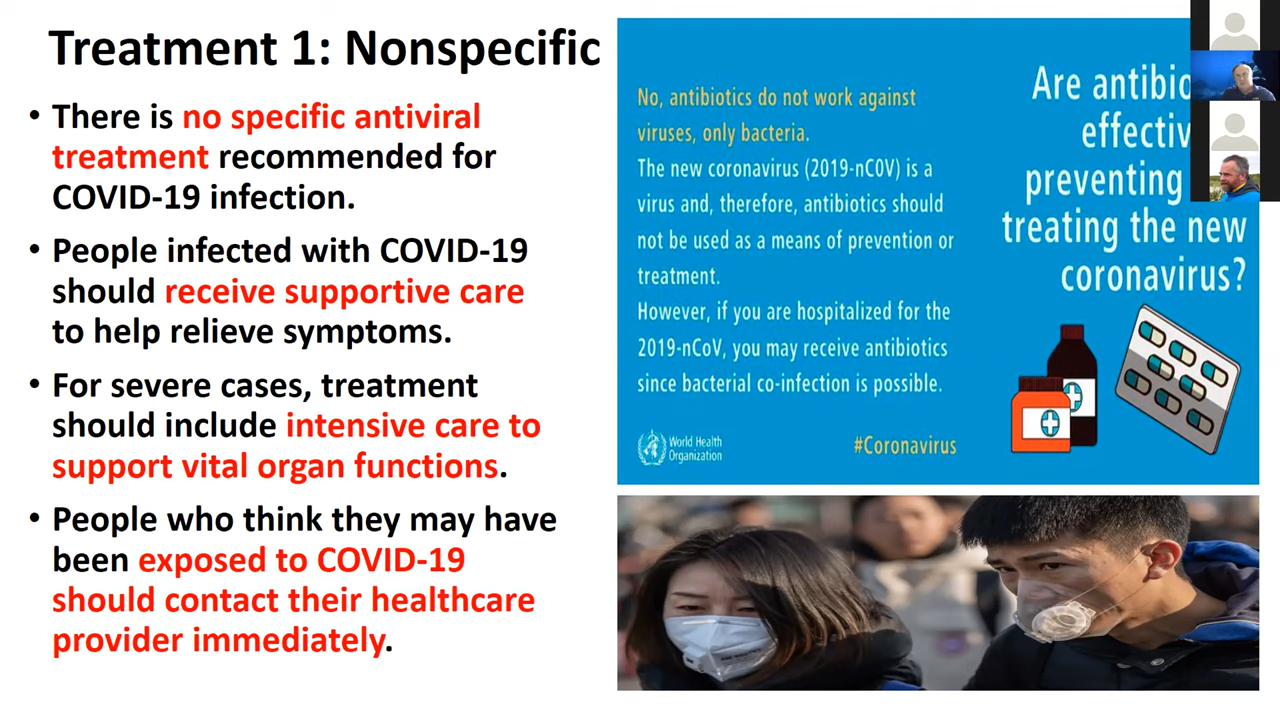 Treatment 1: Nonspecific
• There is no specific antiviral
treatment recommended for
COVID-19 infection.
• People infected with COVID-19
should receive supportive care
to help relieve symptoms.
• For severe cases, treatment
should include intensive care to
support vital organ functions.
• People who think they may have
been exposed to COVID-19
should contact their healthcare
provider immediately.
No, antibiotics do not work against
viruses, only bacteria.
The new coronavirus (2019-nC0V) is a
virus and, therefore, antibiotics should
not be used as a means of prevention or
treatment.
However, if you are hospitalized for the
2019-nCoV, you may receive antibiotics
since bacterial co-infection is possible.
World Health
Organization
#Coronavirus
Are
preventing
treating the new
coronavirus?